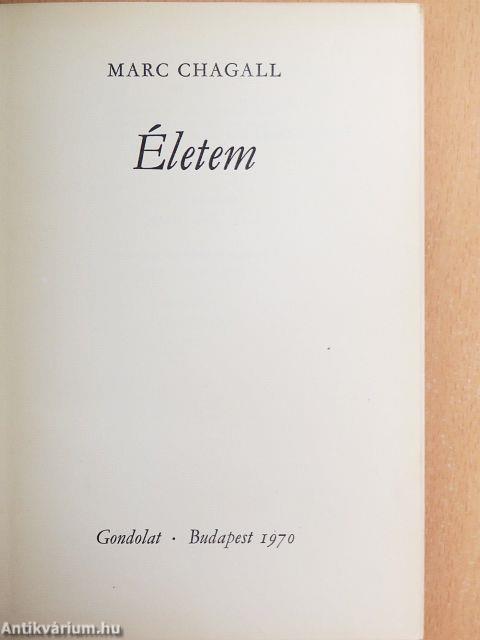 MARC CHAGALL
Életem
Gondolat · Budapest 1970
Antikvárium.hu